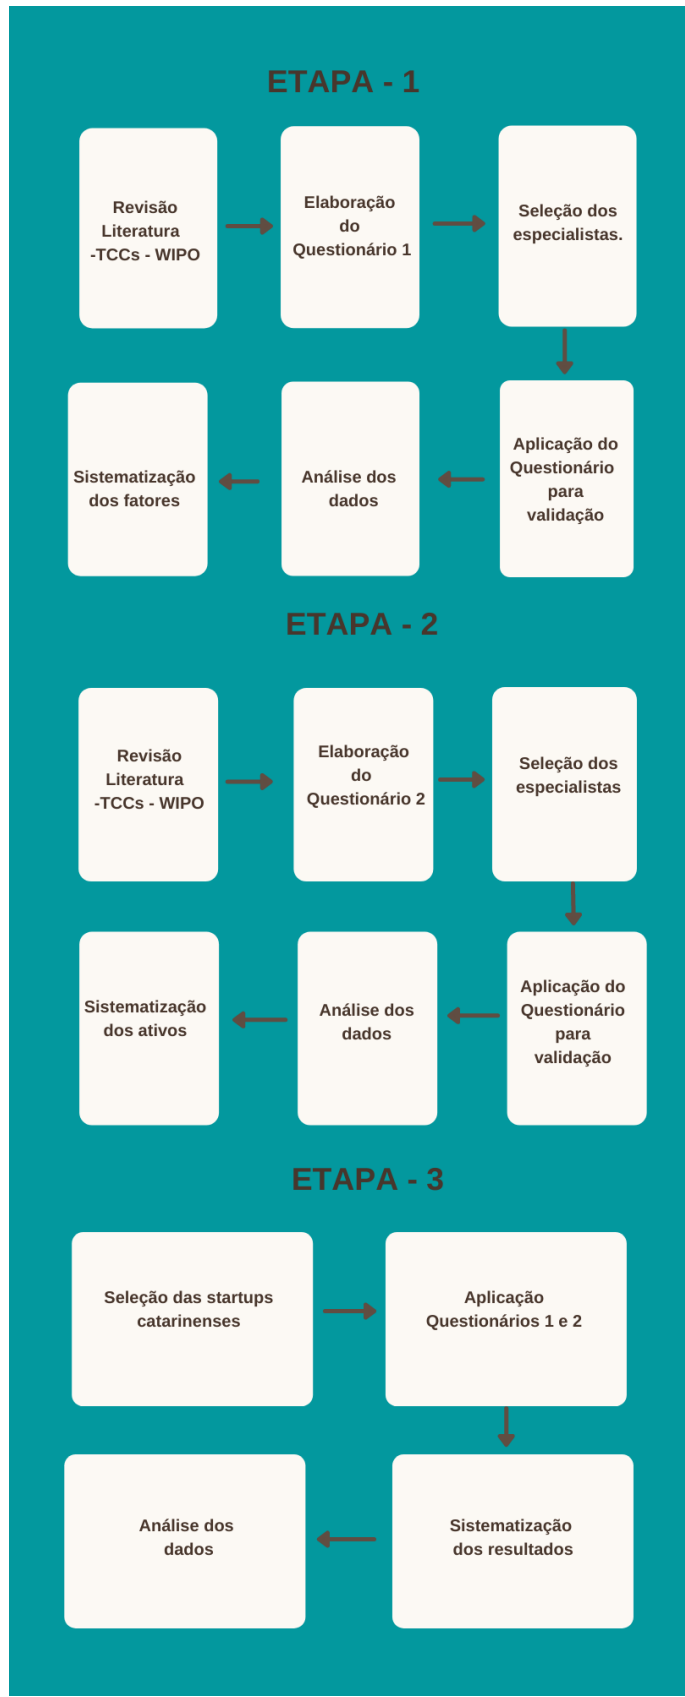 ETAPA - 1
Revisão
Literatura
-TCCs - WIPO
Elaboração
do
Questionário 1
Seleção dos
especialistas.
Aplicação do
Questionário
para
validação
Análise dos
dados
Sistematização
dos fatores
ETAPA - 2
Revisão
Literatura
-TCCs - WIPO
Elaboração
do
Questionário 2
Seleção dos
especialistas
Aplicação do
Questionário
para
validação
Análise dos
dados
Sistematização
dos ativos
ETAPA - 3
Seleção das startups
catarinenses
Aplicação
Questionários 1 e 2
Sistematização
dos resultados
Análise dos
dados